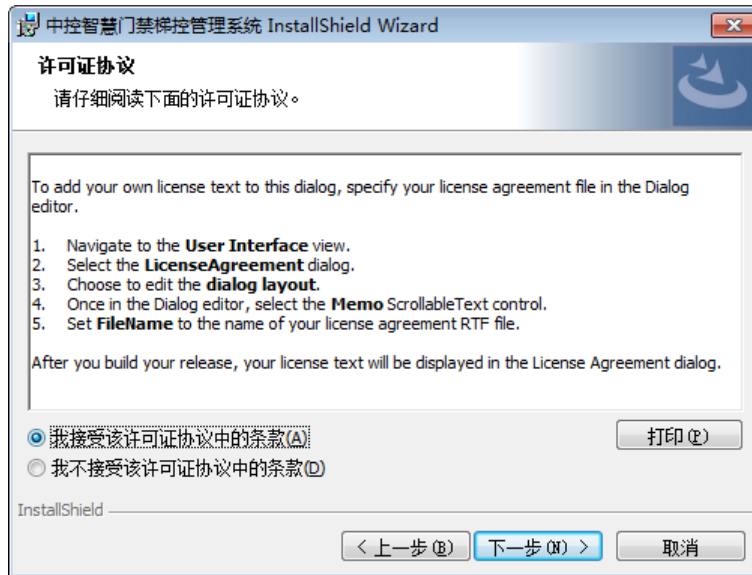 中控智慧门禁梯控管理系统 InstallShield Wizard
许可证协议
请仔细阅读下面的许可证协议。
To add your own license text to this dialog, specify your license agreement file in the Dialog
editor.
1. Navigate to the User Interface view.
2. Select the LicenseAgreement dialog.
3. Choose to edit the dialog layout.
4. Once in the Dialog editor, select the Memo ScrollableText control.
5. Set FileName to the name of your license agreement RTF file.
After you build your release, your license text will be displayed in the License Agreement dialog.
我接受该许可证协议中的条款(A)
打印(P)
我不接受该许可证协议中的条款(D)
InstallShield
< 上一步(B) 下一步(N) > 取消